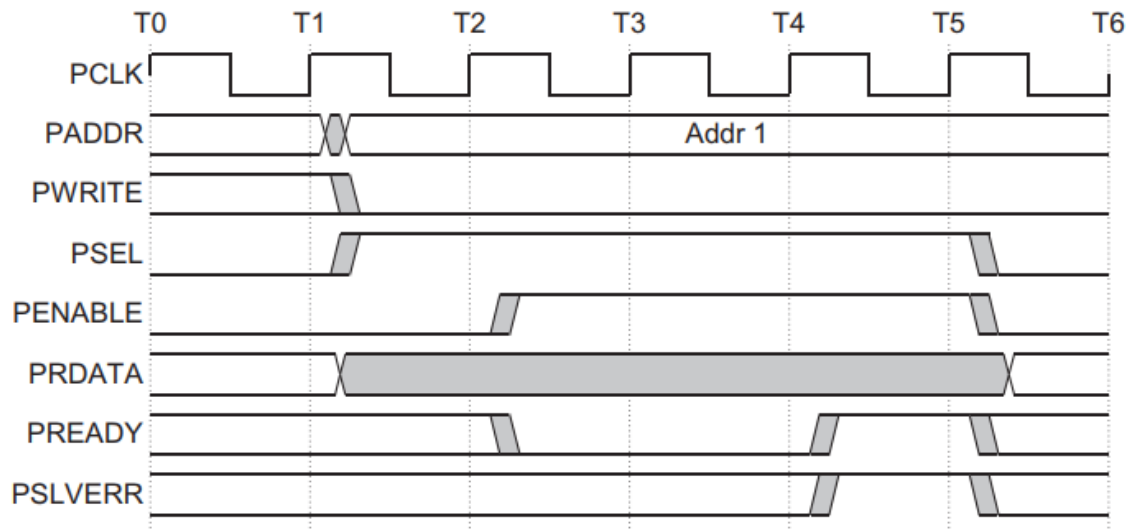 T0 T1 T2 T3 T4 T5 T6
PCLK
PADDR Addr 1
PWRITE
PSEL
PENABLE
PRDATA
PREADY
PSLVERR